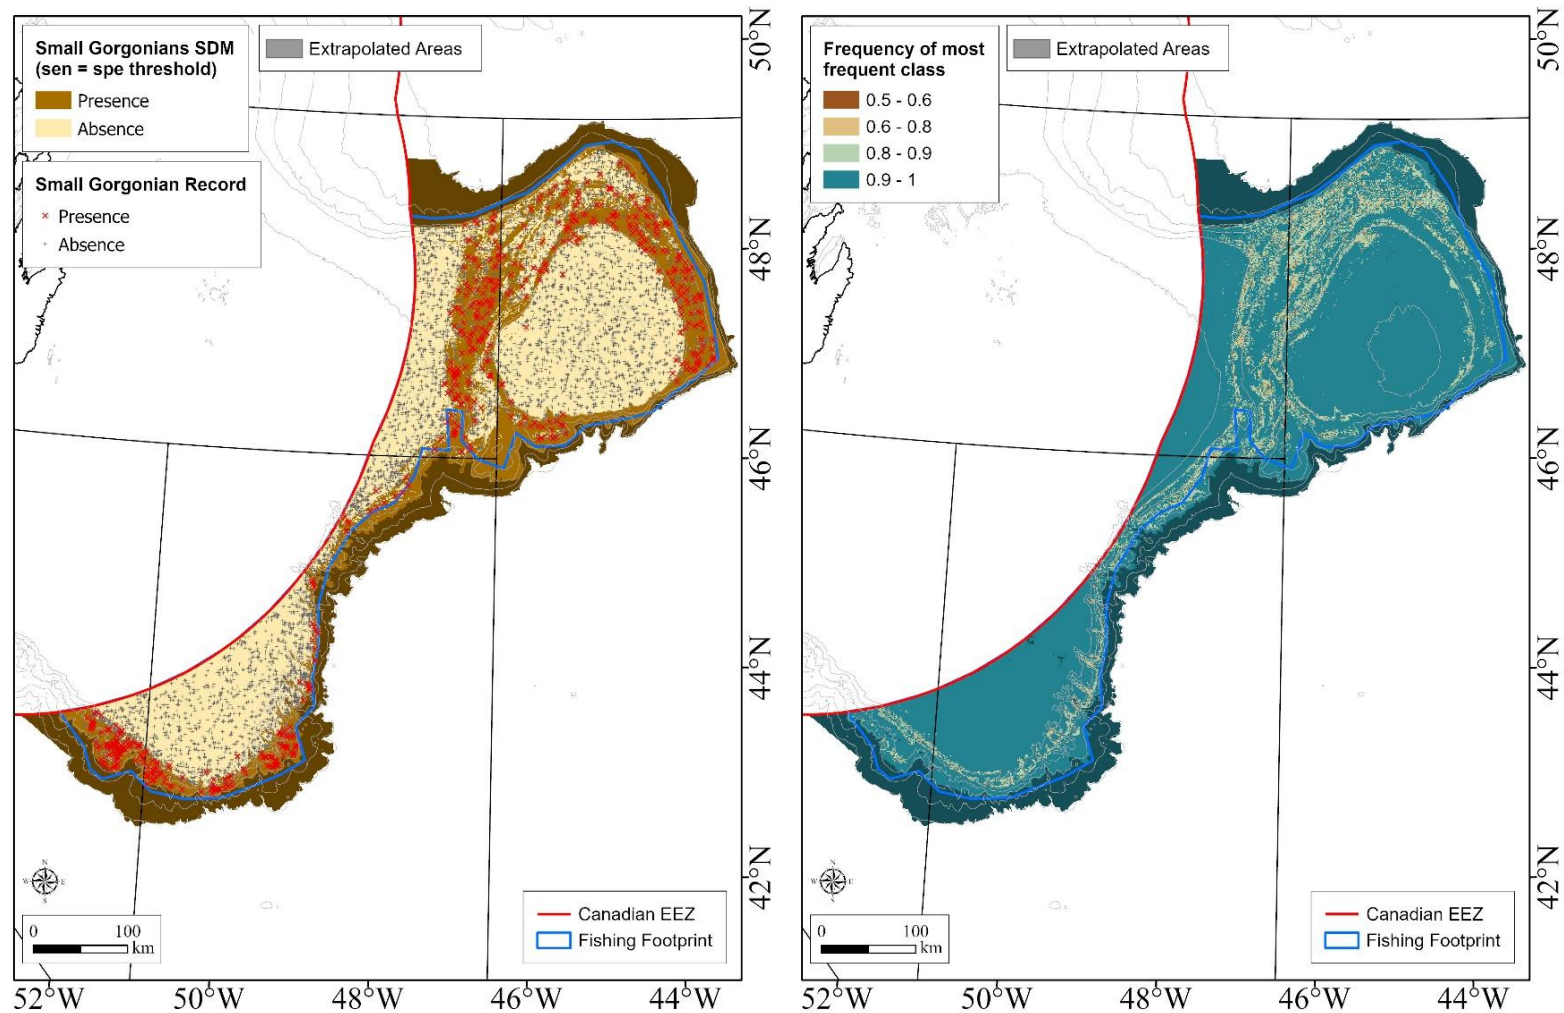 Small Gorgonians SDM
(sen = spe threshold)
Presence
Absence
Extrapolated Areas
Small Gorgonian Record
Presence
Absence
N
W
E
S
0
100
km
Canadian EEZ
Fishing Footprint
50°N
48°N
46°N
44°N
42°N
52°W
50°W
48°W
46°W
44°W
Frequency of most
frequent class
0.5 - 0.6
0.6 - 0.8
0.8 - 0.9
0.9 - 1
Extrapolated Areas
N
W
E
S
0
100
km
Canadian EEZ
Fishing Footprint
50°N
48°N
46°N
44°N
42°N
52°W
50°W
48°W
46°W
44°W